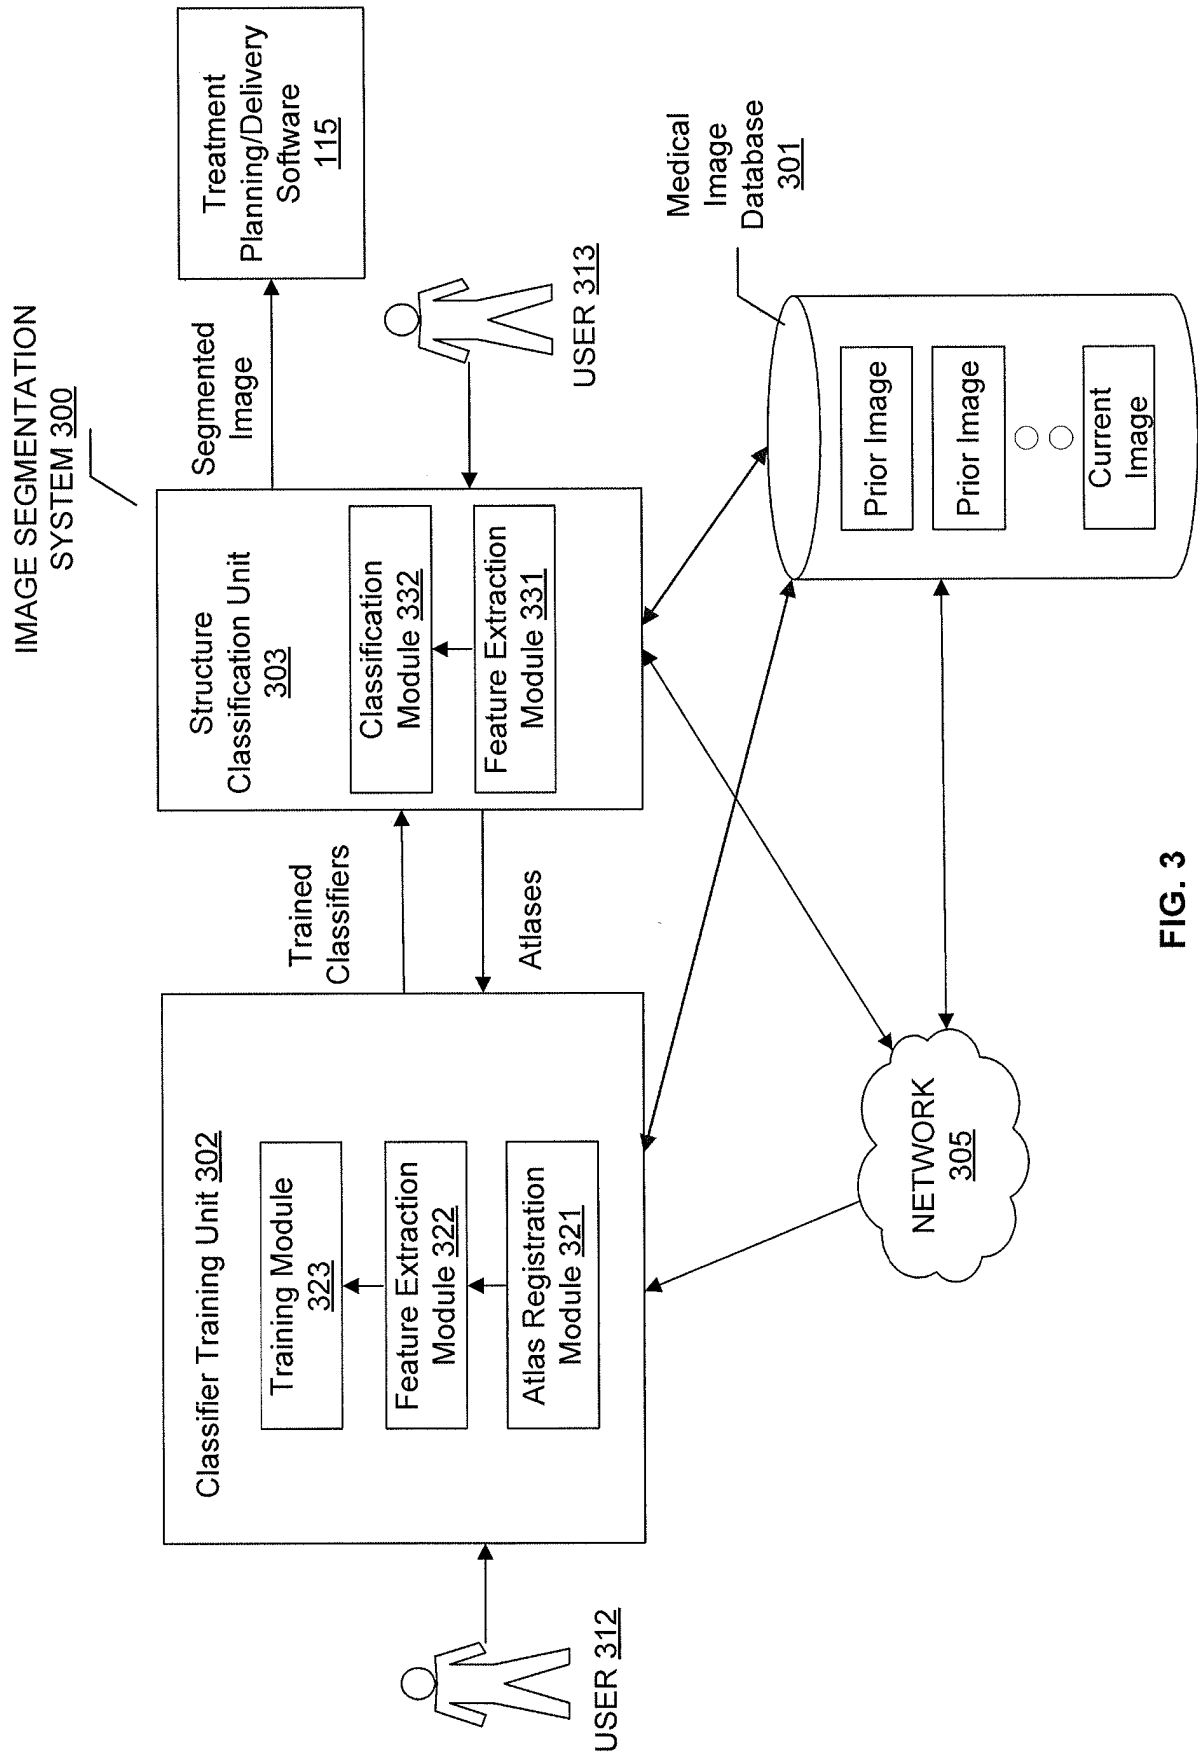 IMAGE SEGMENTATION
SYSTEM 300
Classifier Training Unit 302
Training Module
323
Feature Extraction
Module 322
Atlas Registration
Module 321
USER 312
Trained
Classifiers
Atlases
Structure
Classification Unit
303
Classification
Module 332
Feature Extraction
Module 331
Segmented
Image
Treatment
Planning/Delivery
Software
115
USER 313
NETWORK
305
Medical
Image
Database
301
Prior Image
Prior Image
Current
Image
FIG. 3